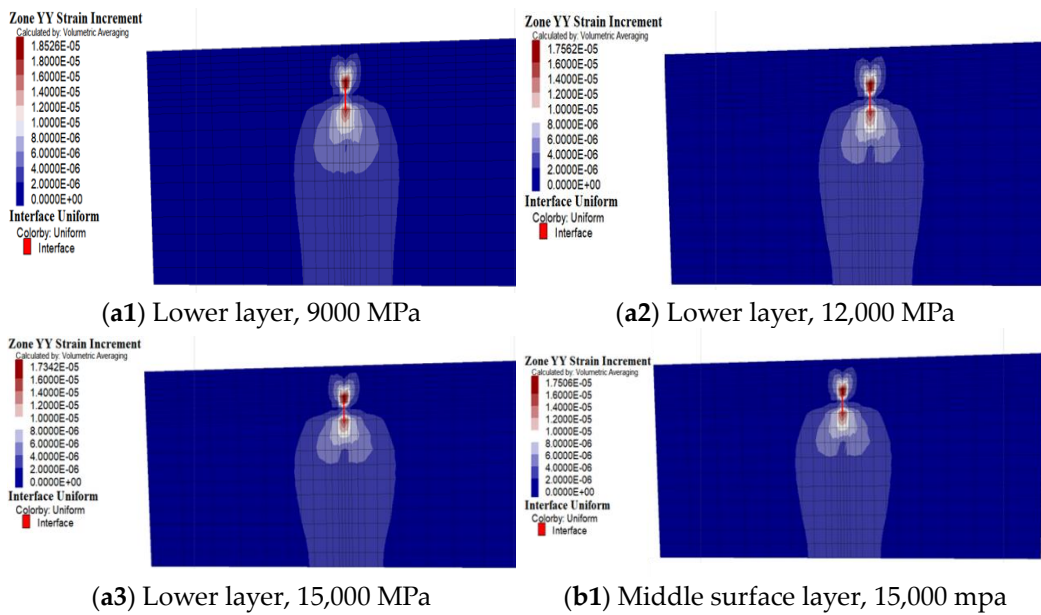 Zone YY Strain Increment
Calculated by: Volumetric Averaging
1.8526E-05
1.8000E-05
1.6000E-05
1.4000E-05
1.2000E-05
1.0000E-05
8.0000E-06
6.0000E-06
4.0000E-06
2.0000E-06
0.0000E+00
Interface Uniform
Colorby: Uniform
Interface
(a1) Lower layer, 9000 MPa
Zone YY Strain Increment
Calculated by: Volumetric Averaging
1.7562E-05
1.6000E-05
1.4000E-05
1.2000E-05
1.0000E-05
8.0000E-06
6.0000E-06
4.0000E-06
2.0000E-06
0.0000E+00
Interface Uniform
Colorby: Uniform
Interface
(a2) Lower layer, 12,000 MPa
Zone YY Strain Increment
Calculated by: Volumetric Averaging
1.7342E-05
1.6000E-05
1.4000E-05
1.2000E-05
1.0000E-05
8.0000E-06
6.0000E-06
4.0000E-06
2.0000E-06
0.0000E+00
Interface Uniform
Colorby: Uniform
Interface
(a3) Lower layer, 15,000 MPa
Zone YY Strain Increment
Calculated by: Volumetric Averaging
1.7506E-05
1.6000E-05
1.4000E-05
1.2000E-05
1.0000E-05
8.0000E-06
6.0000E-06
4.0000E-06
2.0000E-06
0.0000E+00
Interface Uniform
Colorby: Uniform
Interface
(b1) Middle surface layer, 15,000 mpa